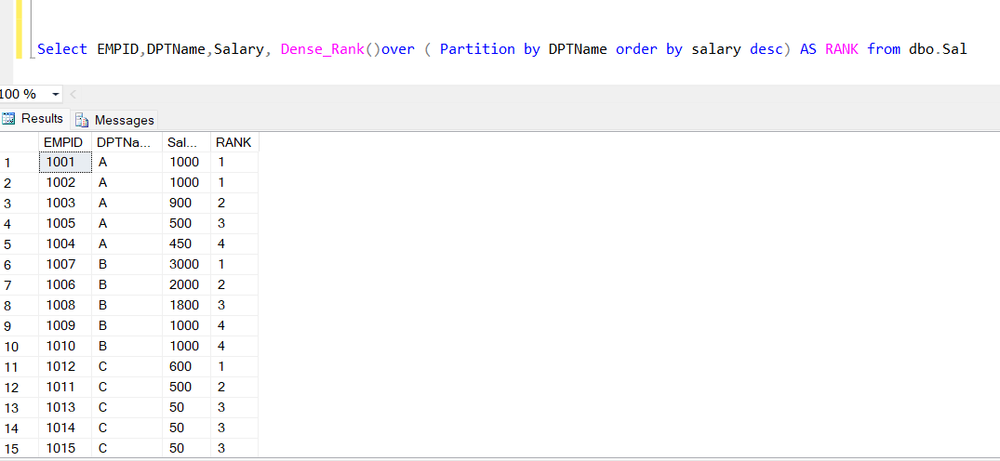 Select EMPID,DPTName,Salary, Dense_Rank()over ( Partition by DPTName order by salary desc) AS RANK from dbo.Sal
100 %
Results Messages
EMPID DPTNa... Sal... RANK
1 1001 A 1000 1
2 1002 A 1000 1
3 1003 A 900 2
4 1005 A 500 3
5 1004 A 450 4
6 1007 B 3000 1
7 1006 B 2000 2
8 1008 B 1800 3
9 1009 B 1000 4
10 1010 B 1000 4
11 1012 C 600 1
12 1011 C 500 2
13 1013 C 50 3
14 1014 C 50 3
15 1015 C 50 3